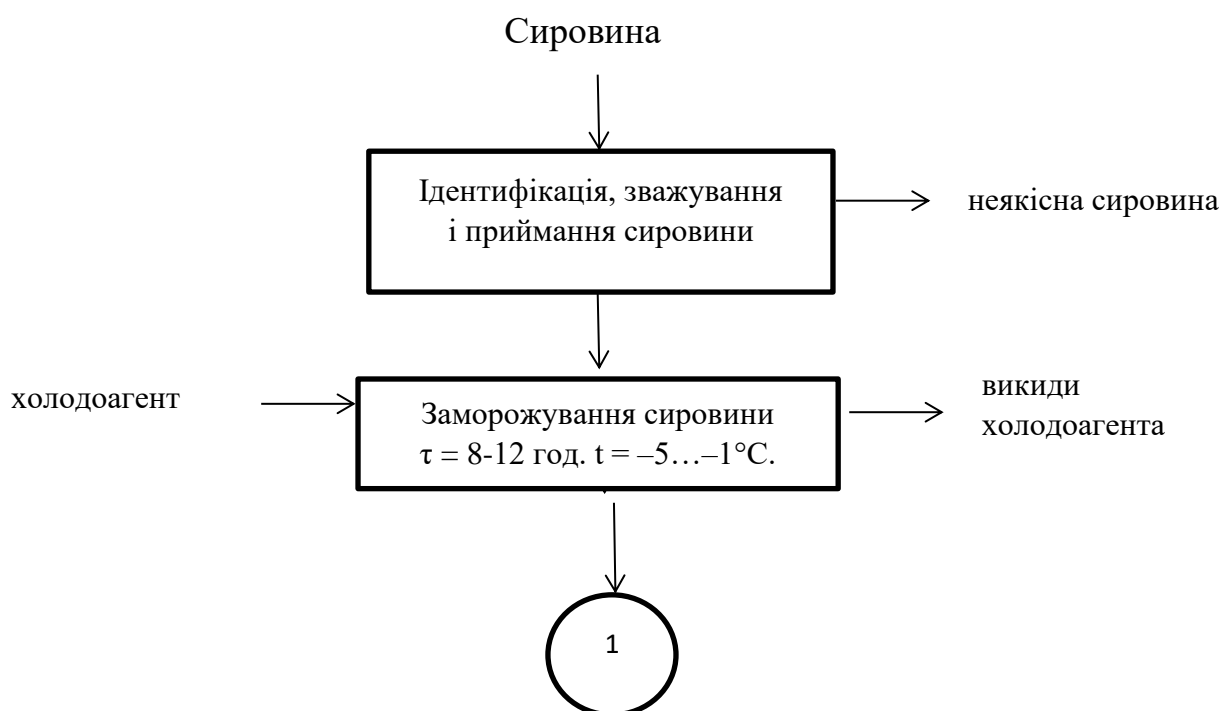 Сировина
Ідентифікація, зважування
і приймання сировини
неякісна сировина
холодоагент
Заморожування сировини
τ = 8-12 год. t = –5…–1°С.
викиди
холодоагента
1